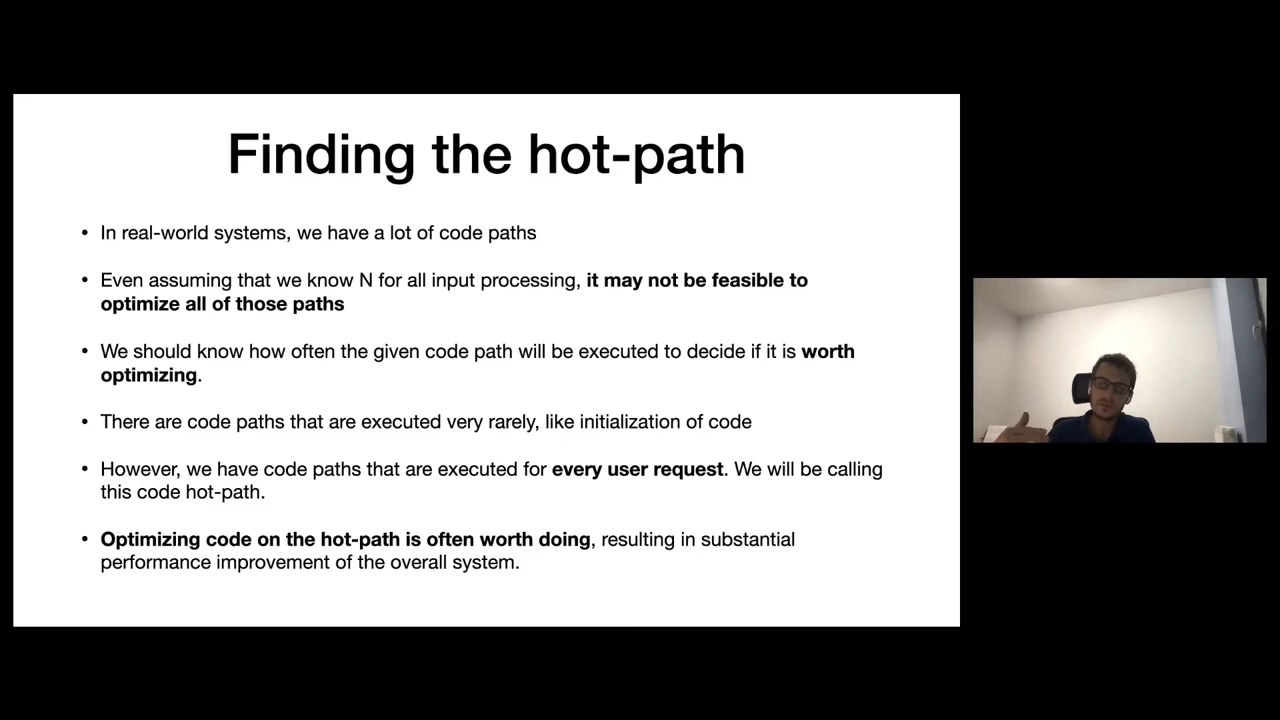 Finding the hot-path
• In real-world systems, we have a lot of code paths
• Even assuming that we know N for all input processing, it may not be feasible to
optimize all of those paths
• We should know how often the given code path will be executed to decide if it is worth
optimizing.
• There are code paths that are executed very rarely, like initialization of code
• However, we have code paths that are executed for every user request. We will be calling
this code hot-path.
• Optimizing code on the hot-path is often worth doing, resulting in substantial
performance improvement of the overall system.